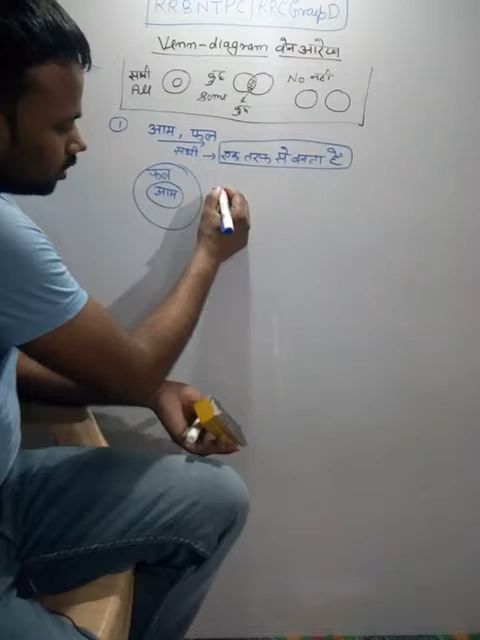 RRB NTPC / RRC Group D
Venn-diagram वेन आरेख
सभी कुछ No नहीं
All Some
कुछ
① आम, फल
सभी → एक तरफ से बनता है
फल
आम